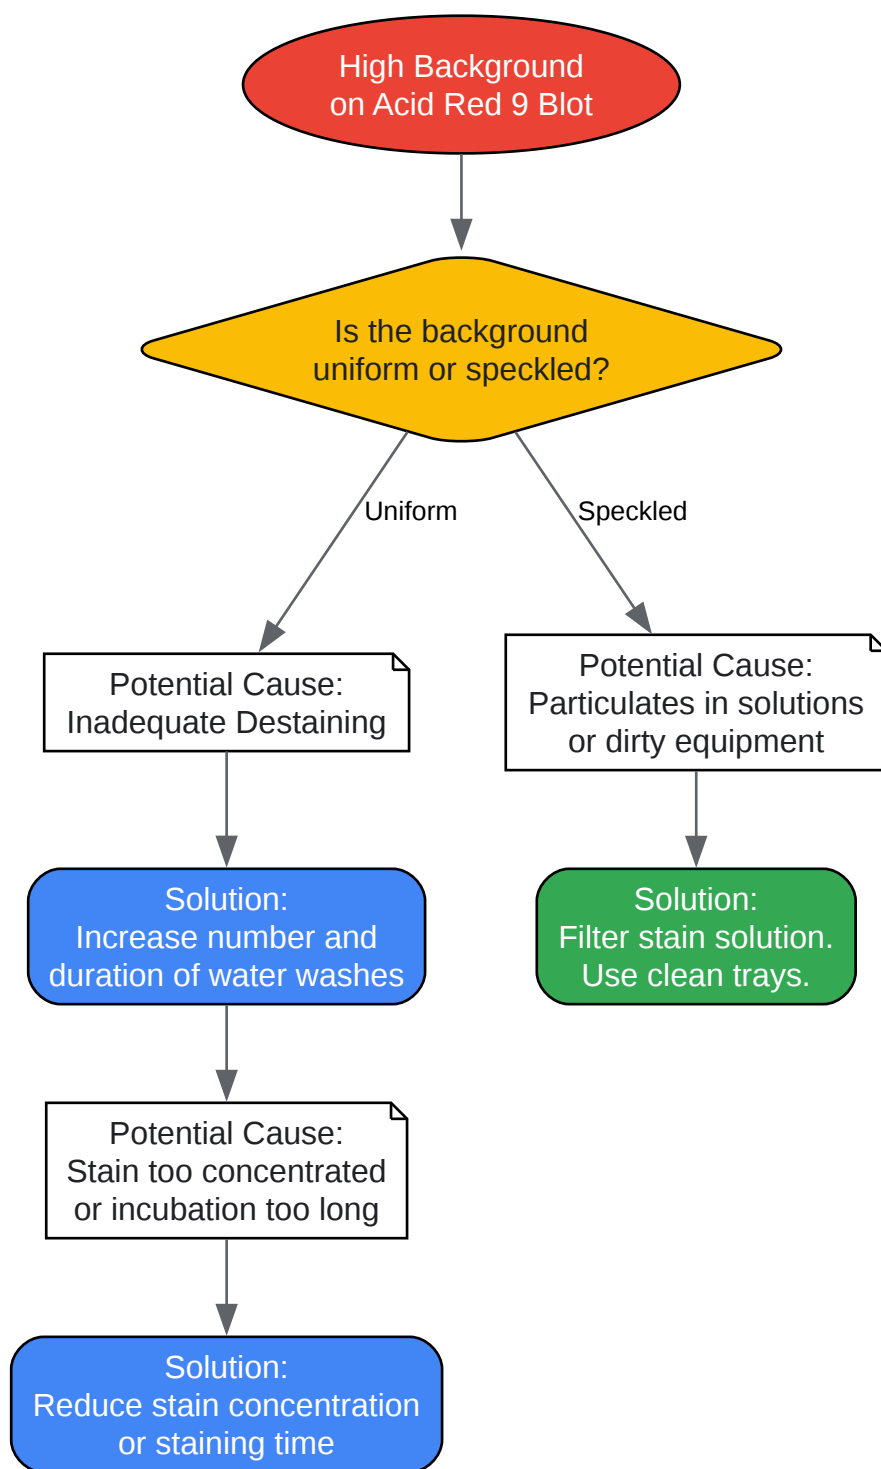 High Background
on Acid Red 9 Blot
Is the background
uniform or speckled?
Uniform
Speckled
Potential Cause:
Inadequate Destaining
Potential Cause:
Particulates in solutions
or dirty equipment
Solution:
Increase number and
duration of water washes
Solution:
Filter stain solution.
Use clean trays.
Potential Cause:
Stain too concentrated
or incubation too long
Solution:
Reduce stain concentration
or staining time